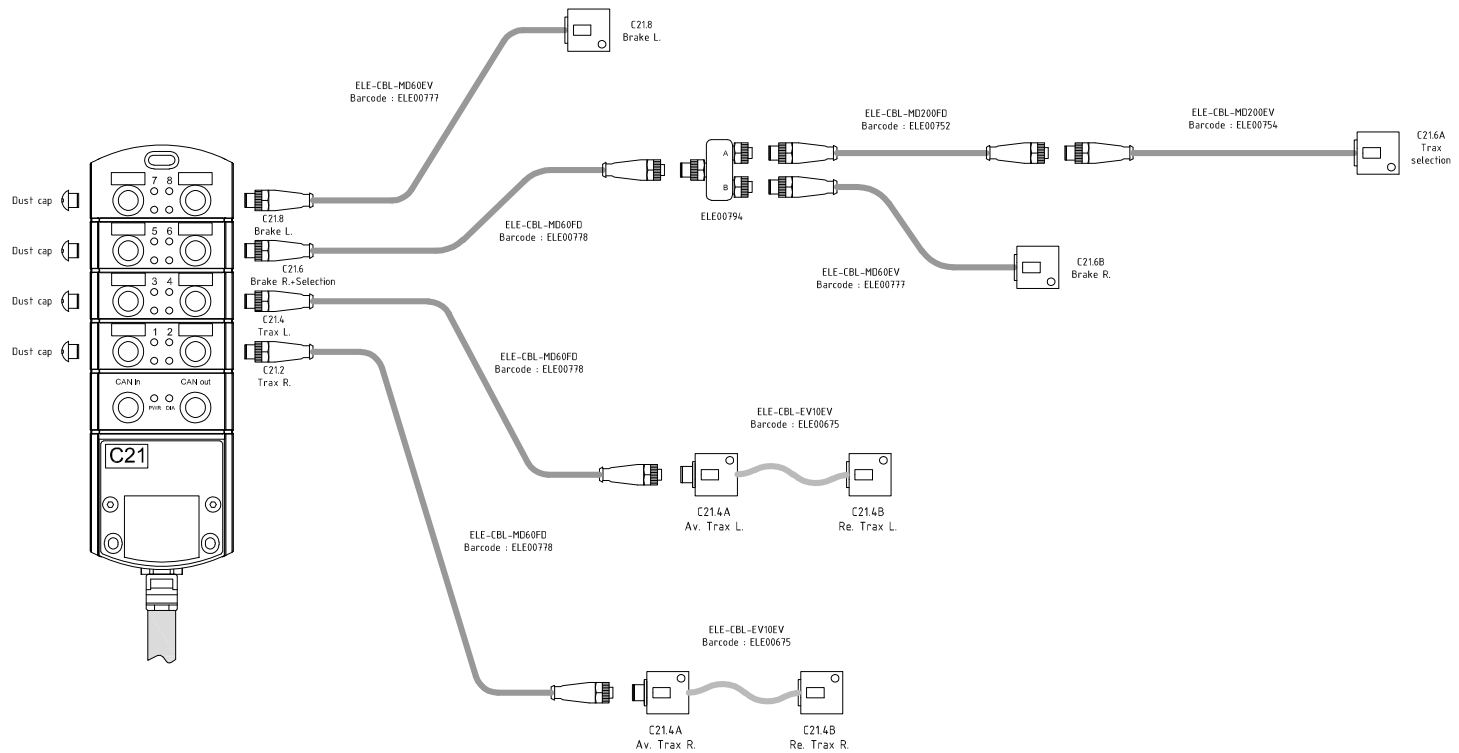 C21.8
Brake L.
ELE-CBL-MD60EV
Barcode : ELE00777
ELE-CBL-MD200FD
Barcode : ELE00752
ELE-CBL-MD200EV
Barcode : ELE00754
C21.6A
Trax
selection
A
B
ELE00794
7 8
Dust cap
C21.8
Brake L.
ELE-CBL-MD60FD
Barcode : ELE00778
5 6
Dust cap
C21.6
Brake R.+Selection
C21.6B
Brake R.
ELE-CBL-MD60EV
Barcode : ELE00777
3 4
Dust cap
C21.4
Trax L.
1 2
Dust cap
C21.2
Trax R.
ELE-CBL-MD60FD
Barcode : ELE00778
CAN In
CAN out
PWR DIA
ELE-CBL-EV10EV
Barcode : ELE00675
C21
C21.4A
Av. Trax L.
C21.4B
Re. Trax L.
ELE-CBL-MD60FD
Barcode : ELE00778
ELE-CBL-EV10EV
Barcode : ELE00675
C21.4A
Av. Trax R.
C21.4B
Re. Trax R.